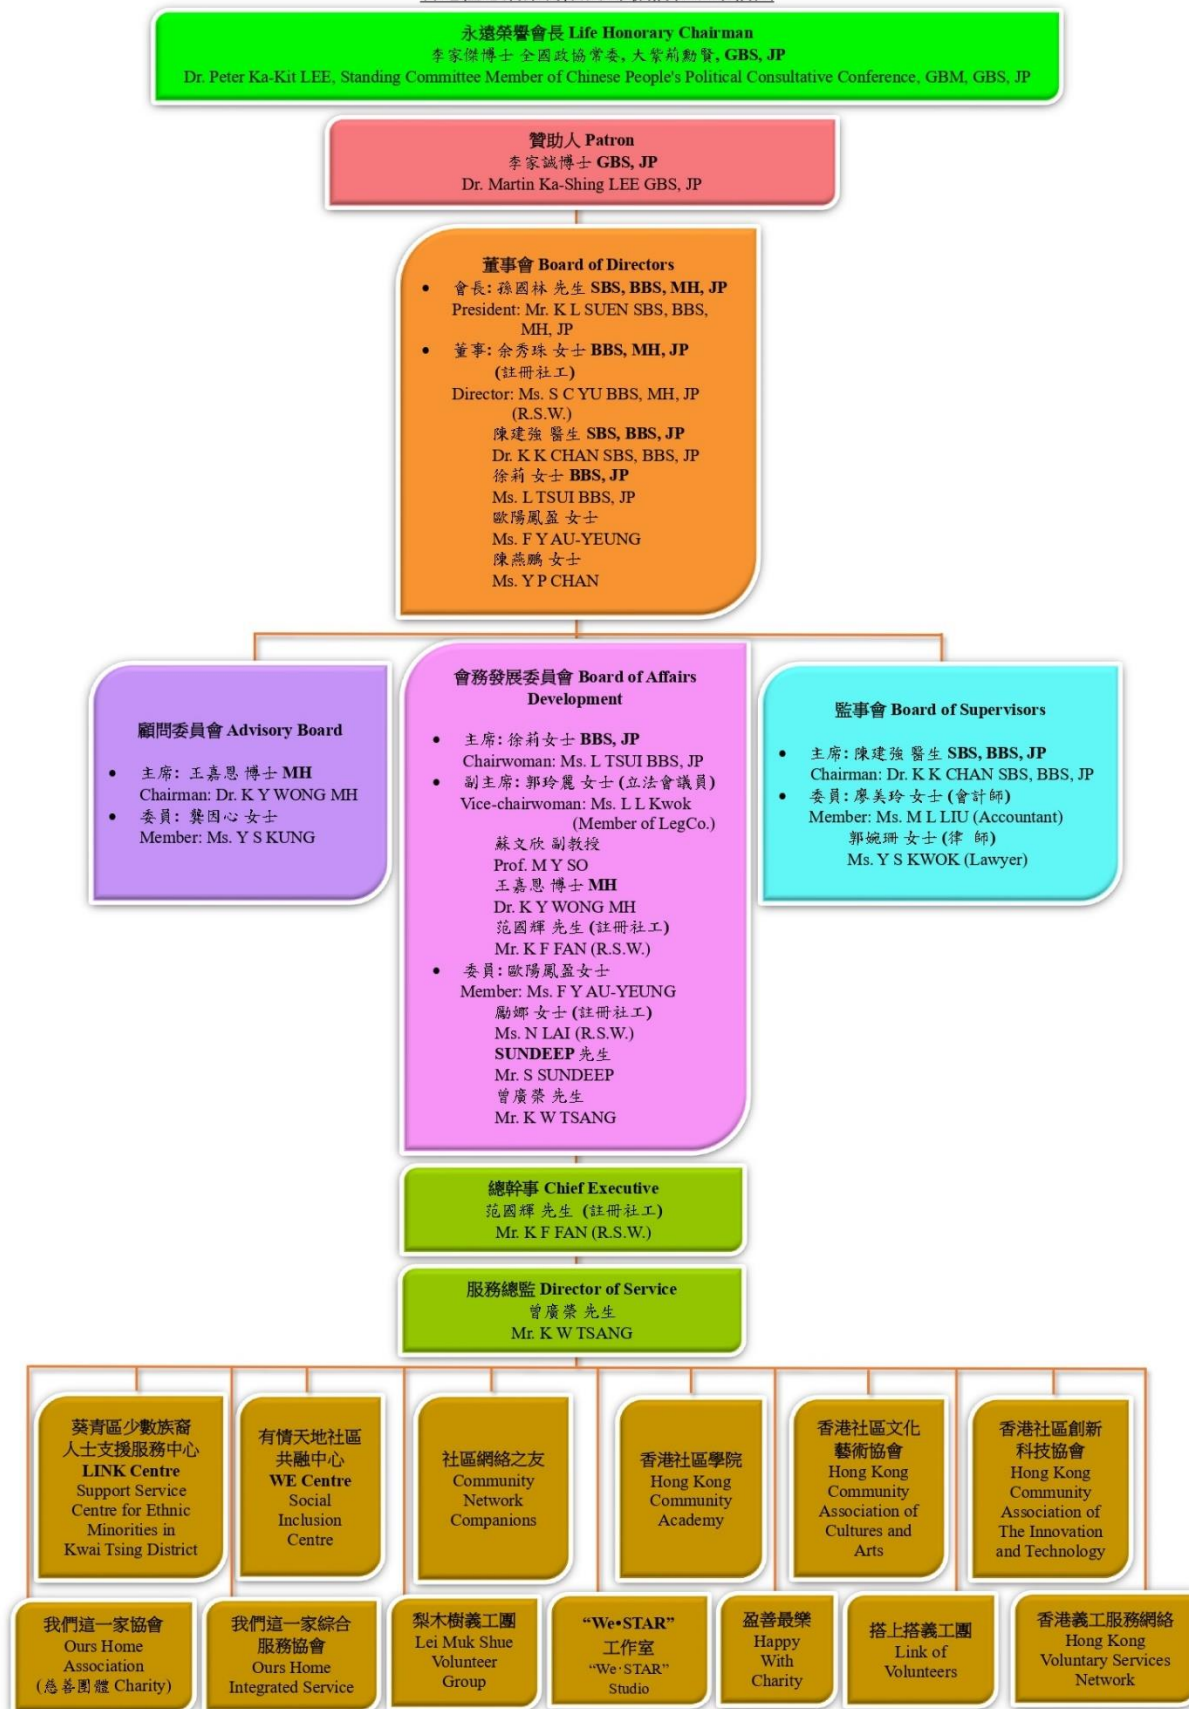 永遠榮譽會長 Life Honorary Chairman
李家傑博士 全國政協常委, 大紫荊勳賢, GBS, JP
Dr. Peter Ka-Kit LEE, Standing Committee Member of Chinese People's Political Consultative Conference, GBM, GBS, JP
贊助人 Patron
李家誠博士 GBS, JP
Dr. Martin Ka-Shing LEE GBS, JP
董事會 Board of Directors
• 會長: 孫國林 先生 SBS, BBS, MH, JP
President: Mr. K L SUEN SBS, BBS,
MH, JP
• 董事: 余秀珠 女士 BBS, MH, JP
(註冊社工)
Director: Ms. S C YU BBS, MH, JP
(R.S.W.)
陳建強 醫生 SBS, BBS, JP
Dr. K K CHAN SBS, BBS, JP
徐莉 女士 BBS, JP
Ms. L TSUI BBS, JP
歐陽鳳盈 女士
Ms. F Y AU-YEUNG
陳燕鵬 女士
Ms. Y P CHAN
顧問委員會 Advisory Board
• 主席: 王嘉恩 博士 MH
Chairman: Dr. K Y WONG MH
• 委員: 龔因心 女士
Member: Ms. Y S KUNG
會務發展委員會 Board of Affairs
Development
• 主席: 徐莉女士 BBS, JP
Chairwoman: Ms. L TSUI BBS, JP
• 副主席: 郭玲麗 女士 (立法會議員)
Vice-chairwoman: Ms. L L Kwok
(Member of LegCo.)
蘇文欣 副教授
Prof. M Y SO
王嘉恩 博士 MH
Dr. K Y WONG MH
范國輝 先生 (註冊社工)
Mr. K F FAN (R.S.W.)
• 委員: 歐陽鳳盈女士
Member: Ms. F Y AU-YEUNG
勵娜 女士 (註冊社工)
Ms. N LAI (R.S.W.)
SUNDEEP 先生
Mr. S SUNDEEP
曾廣榮 先生
Mr. K W TSANG
監事會 Board of Supervisors
• 主席: 陳建強 醫生 SBS, BBS, JP
Chairman: Dr. K K CHAN SBS, BBS, JP
• 委員: 廖美玲 女士 (會計師)
Member: Ms. M L LIU (Accountant)
郭婉珊 女士 (律 師)
Ms. Y S KWOK (Lawyer)
總幹事 Chief Executive
范國輝 先生 (註冊社工)
Mr. K F FAN (R.S.W.)
服務總監 Director of Service
曾廣榮 先生
Mr. K W TSANG
葵青區少數族裔
人士支援服務中心
LINK Centre
Support Service
Centre for Ethnic
Minorities in
Kwai Tsing District
有情天地社區
共融中心
WE Centre
Social
Inclusion
Centre
社區網絡之友
Community
Network
Companions
香港社區學院
Hong Kong
Community
Academy
香港社區文化
藝術協會
Hong Kong
Community
Association of
Cultures and
Arts
香港社區創新
科技協會
Hong Kong
Community
Association of
The Innovation
and Technology
我們這一家協會
Ours Home
Association
(慈善團體 Charity)
我們這一家綜合
服務協會
Ours Home
Integrated Service
梨木樹義工團
Lei Muk Shue
Volunteer
Group
“We•STAR”
工作室
“We·STAR”
Studio
盈善最樂
Happy
With
Charity
搭上搭義工團
Link of
Volunteers
香港義工服務網絡
Hong Kong
Voluntary Services
Network